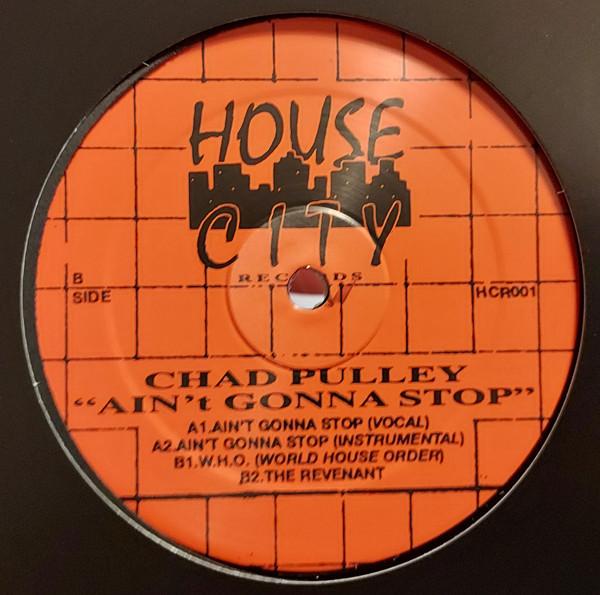 HOUSE
CITY
RECORDS
B
SIDE
HCR001
CHAD PULLEY
“AIN’t GONNA STOP”
A1.AIN'T GONNA STOP (VOCAL)
A2.AIN'T GONNA STOP (INSTRUMENTAL)
B1.W.H.O. (WORLD HOUSE ORDER)
B2.THE REVENANT